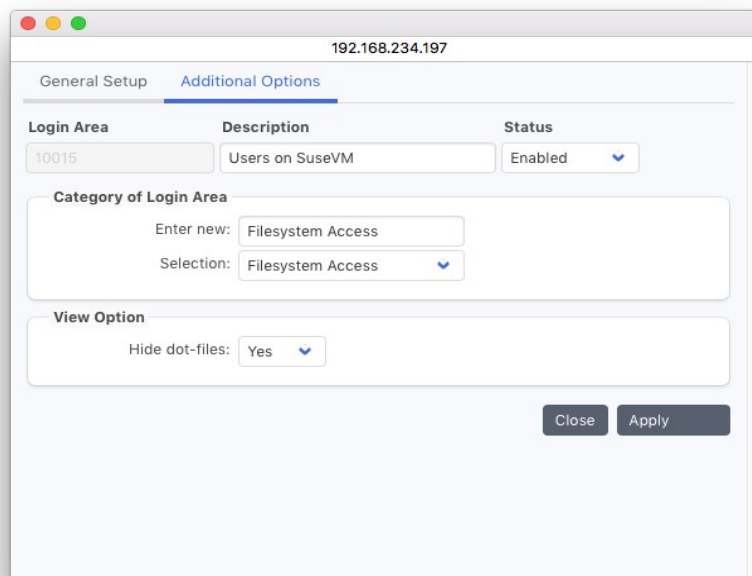 192.168.234.197
General Setup Additional Options
Login Area Description Status
10015 Users on SuseVM Enabled
Category of Login Area
Enter new: Filesystem Access
Selection: Filesystem Access
View Option
Hide dot-files: Yes
Close Apply